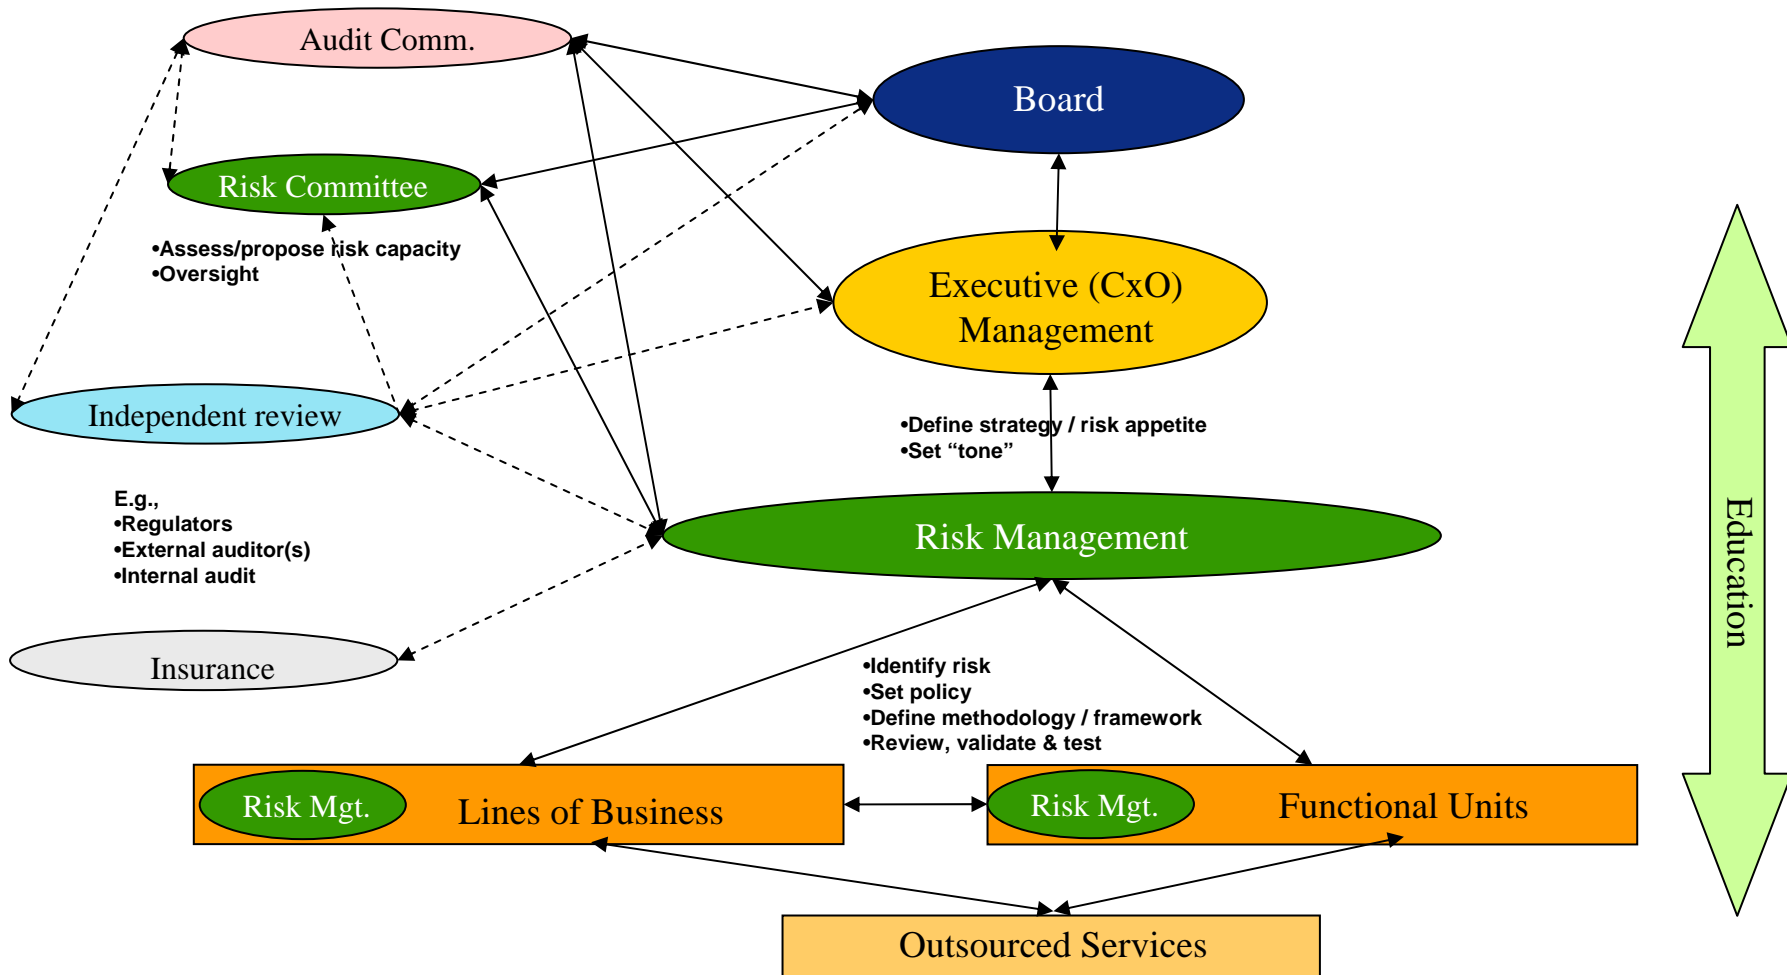 Audit Comm.
Board
Risk Committee
•Assess/propose risk capacity
•Oversight
Executive (CxO)
Management
Independent review
•Define strategy / risk appetite
•Set “tone”
E.g.,
•Regulators
•External auditor(s)
•Internal audit
Risk Management
Education
Insurance
•Identify risk
•Set policy
•Define methodology / framework
•Review, validate & test
Risk Mgt.
Lines of Business
Risk Mgt.
Functional Units
Outsourced Services